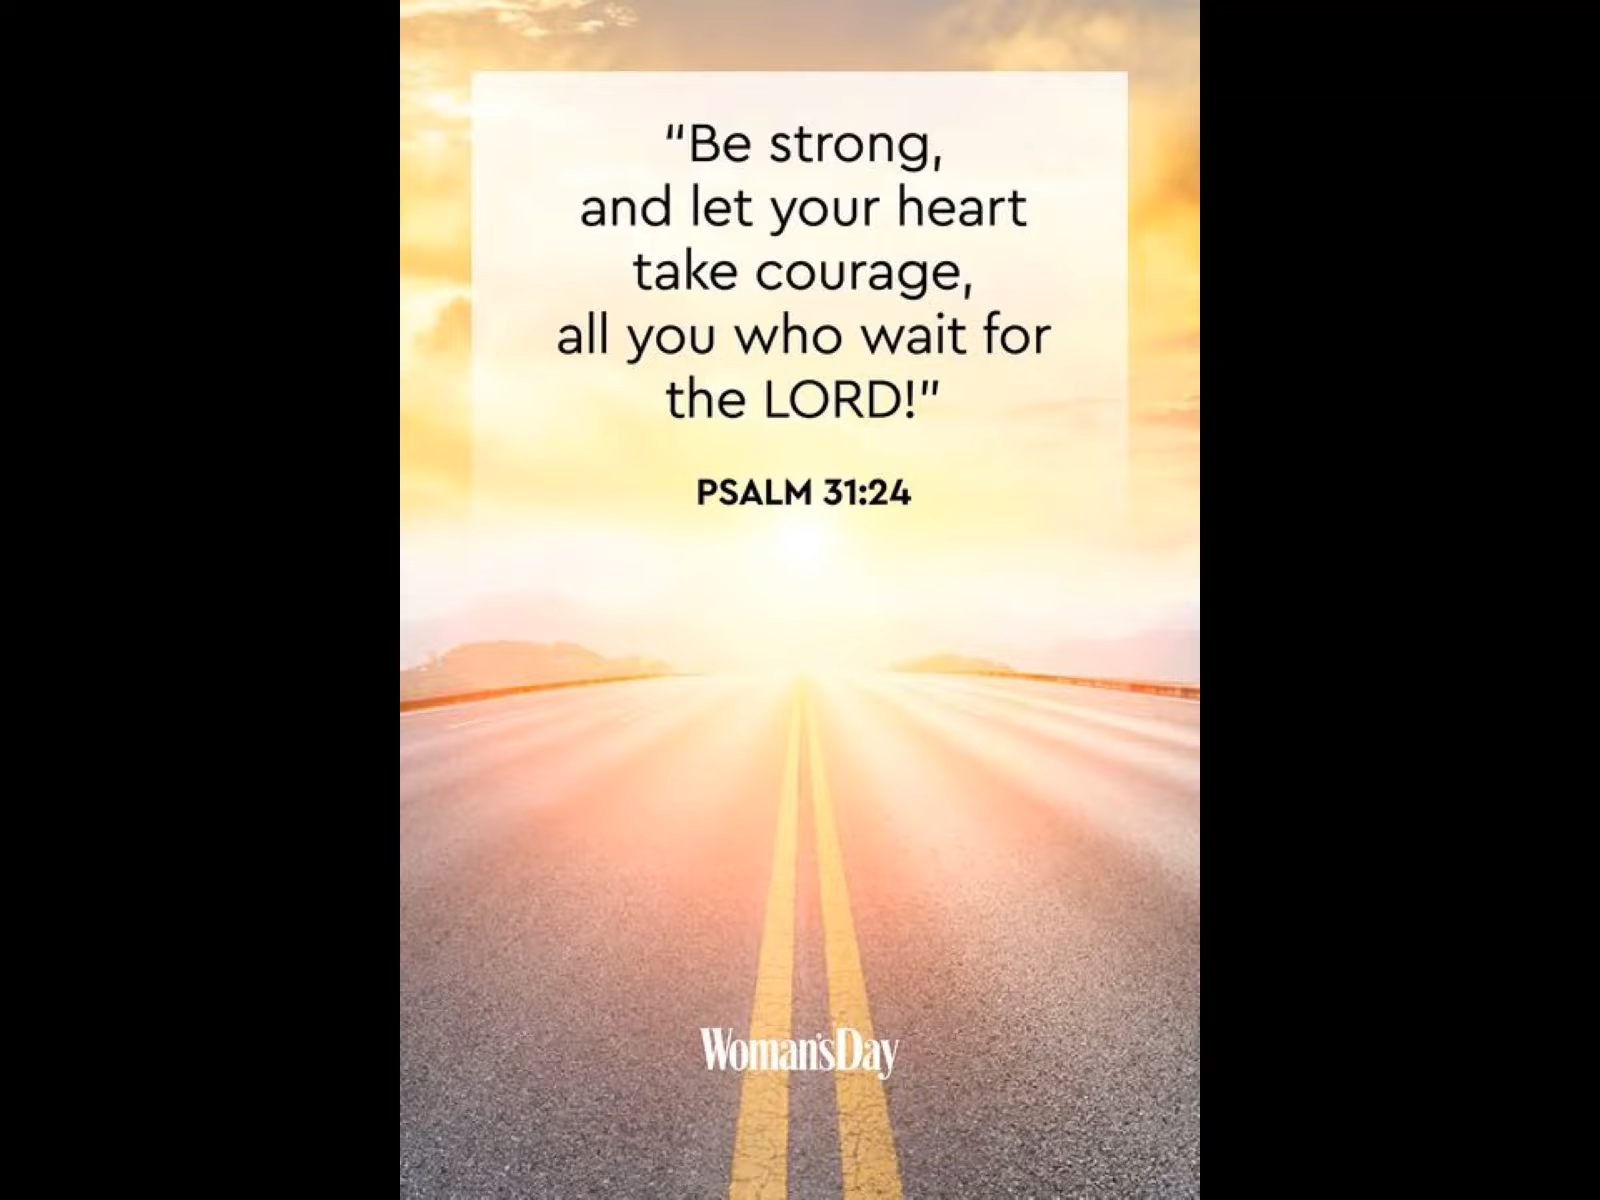 “Be strong,
and let your heart
take courage,
all you who wait for
the LORD!”
PSALM 31:24
Woman'sDay